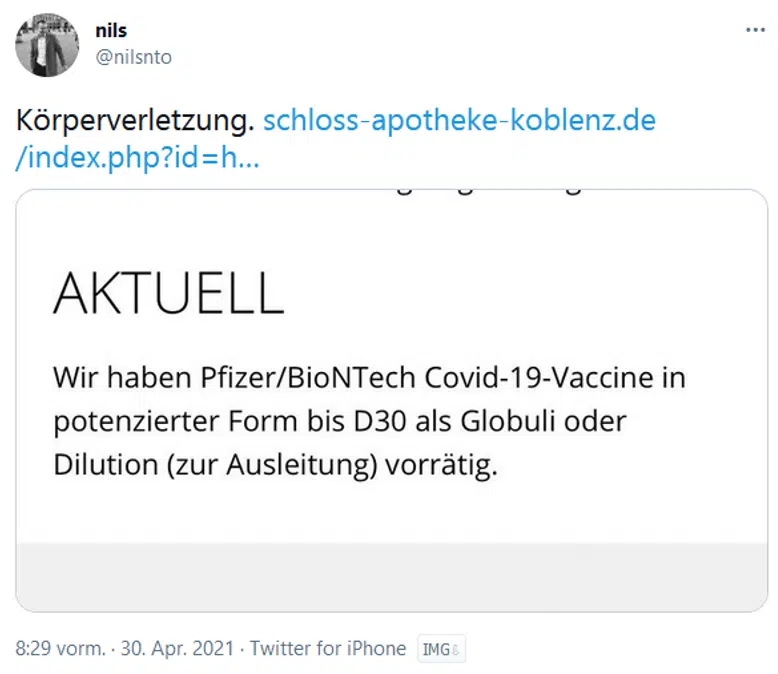 nils
@nilsnto
Körperverletzung. schloss-apotheke-koblenz.de
/index.php?id=h...
AKTUELL
Wir haben Pfizer/BioNTech Covid-19-Vaccine in
potenzierter Form bis D30 als Globuli oder
Dilution (zur Ausleitung) vorrätig.
8:29 vorm. · 30. Apr. 2021 · Twitter for iPhone IMG